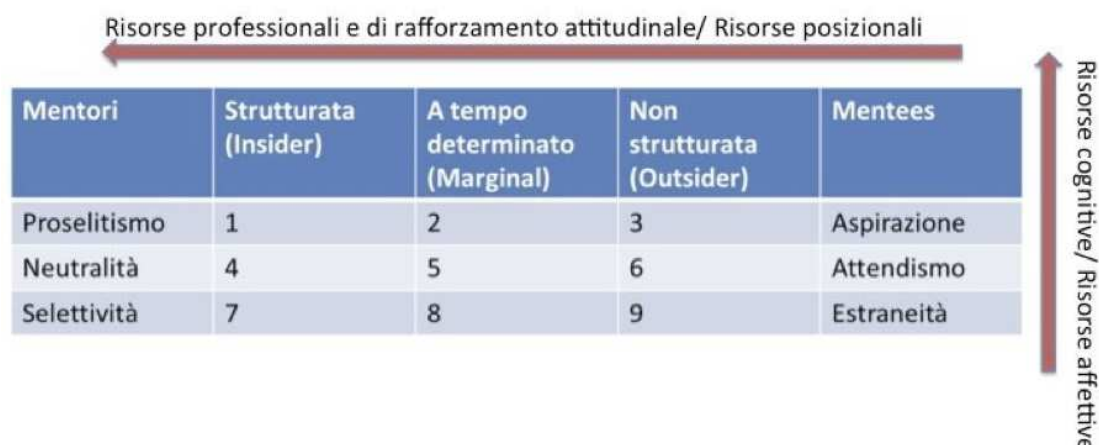 Risorse professionali e di rafforzamento attitudinale/ Risorse posizionali
Mentori
Strutturata
(Insider)
A tempo
determinato
(Marginal)
Non
strutturata
(Outsider)
Mentees
Proselitismo 1 2 3 Aspirazione
Neutralità 4 5 6 Attendismo
Selettività 7 8 9 Estraneità
Risorse cognitive/ Risorse affettive